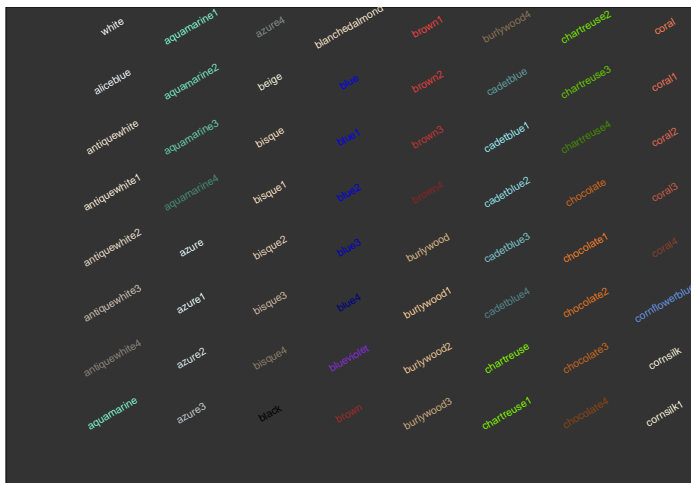 white
aliceblue
antiquewhite
antiquewhite1
antiquewhite2
antiquewhite3
antiquewhite4
aquamarine
aquamarine1
aquamarine2
aquamarine3
aquamarine4
azure
azure1
azure2
azure3
azure4
beige
bisque
bisque1
bisque2
bisque3
bisque4
black
blanchedalmond
blue
blue1
blue2
blue3
blue4
blueviolet
brown
brown1
brown2
brown3
brown4
burlywood
burlywood1
burlywood2
burlywood3
burlywood4
cadetblue
cadetblue1
cadetblue2
cadetblue3
cadetblue4
chartreuse
chartreuse1
chartreuse2
chartreuse3
chartreuse4
chocolate
chocolate1
chocolate2
chocolate3
chocolate4
coral
coral1
coral2
coral3
coral4
cornflowerblue
cornsilk
cornsilk1